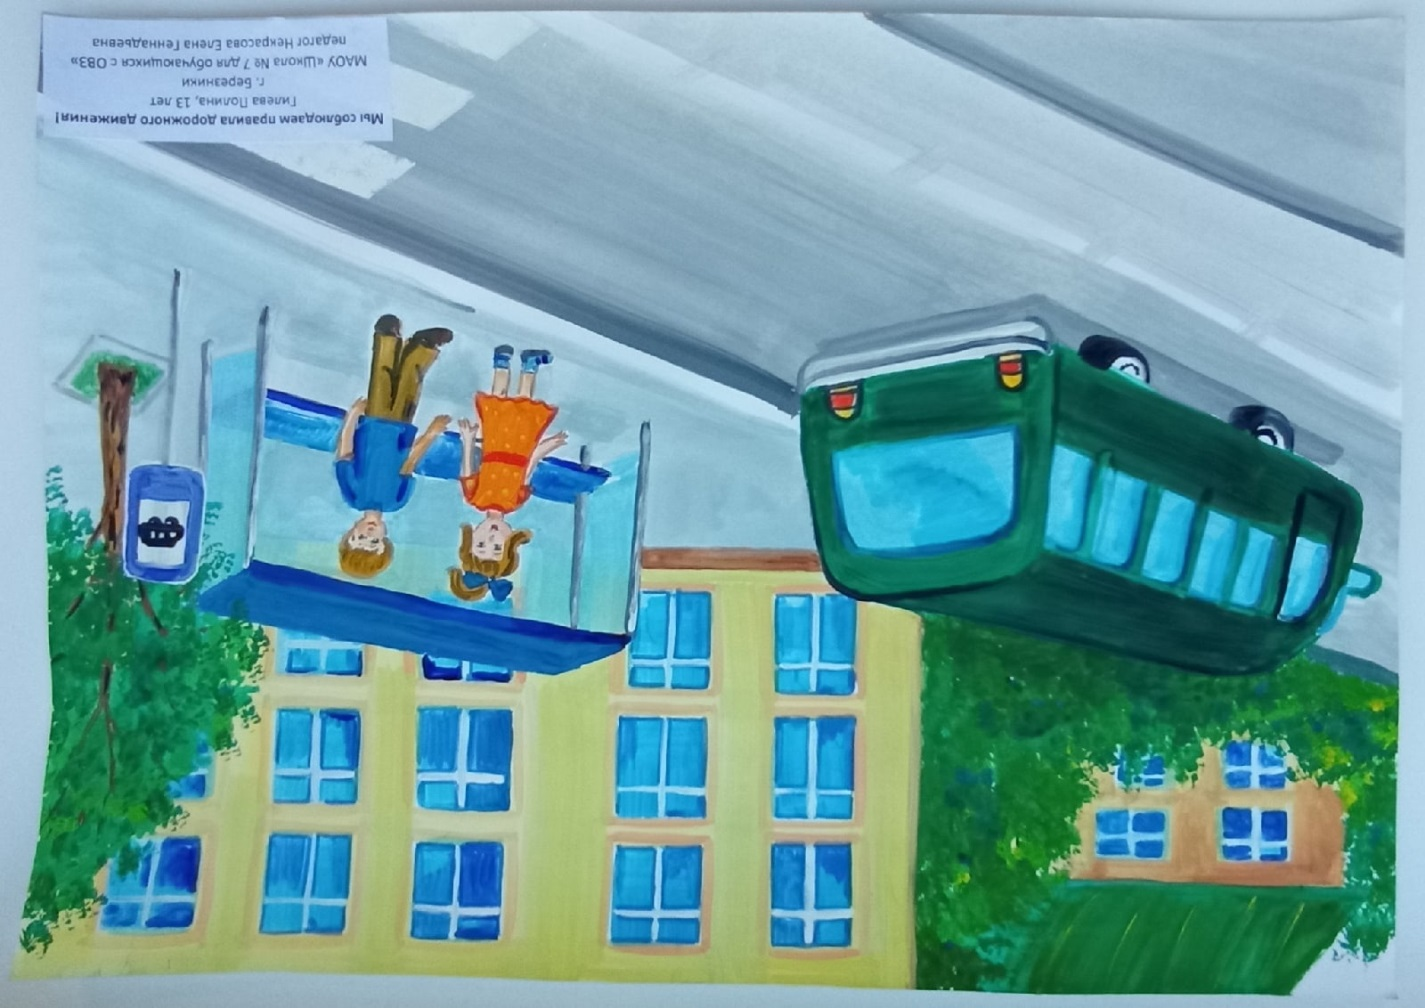 Мы соблюдаем правила дорожного движения!
Гилева Полина, 13 лет
г. Березники
МАОУ «Школа № 7 для обучающихся с ОВЗ»
педагог Некрасова Елена Геннадьевна